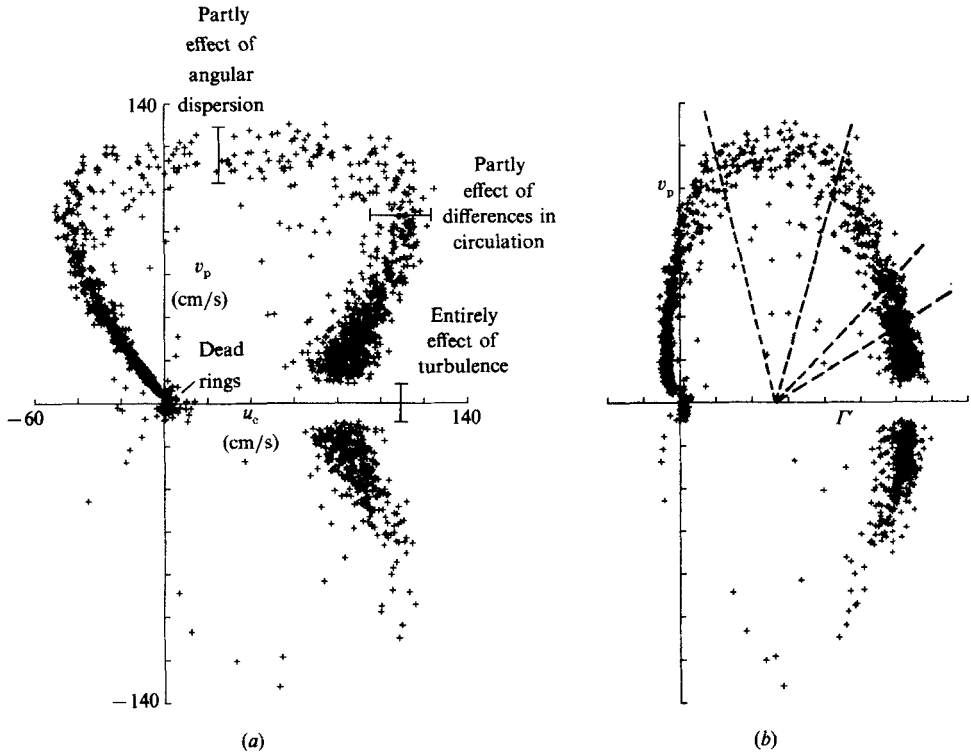 Partly
effect of
angular
dispersion
140
Partly
effect of
differences in
circulation
v_p
(cm/s)
Entirely
effect of
turbulence
Dead
rings
−60
u_c
(cm/s)
140
−140
(a)
v_p
Γ
(b)